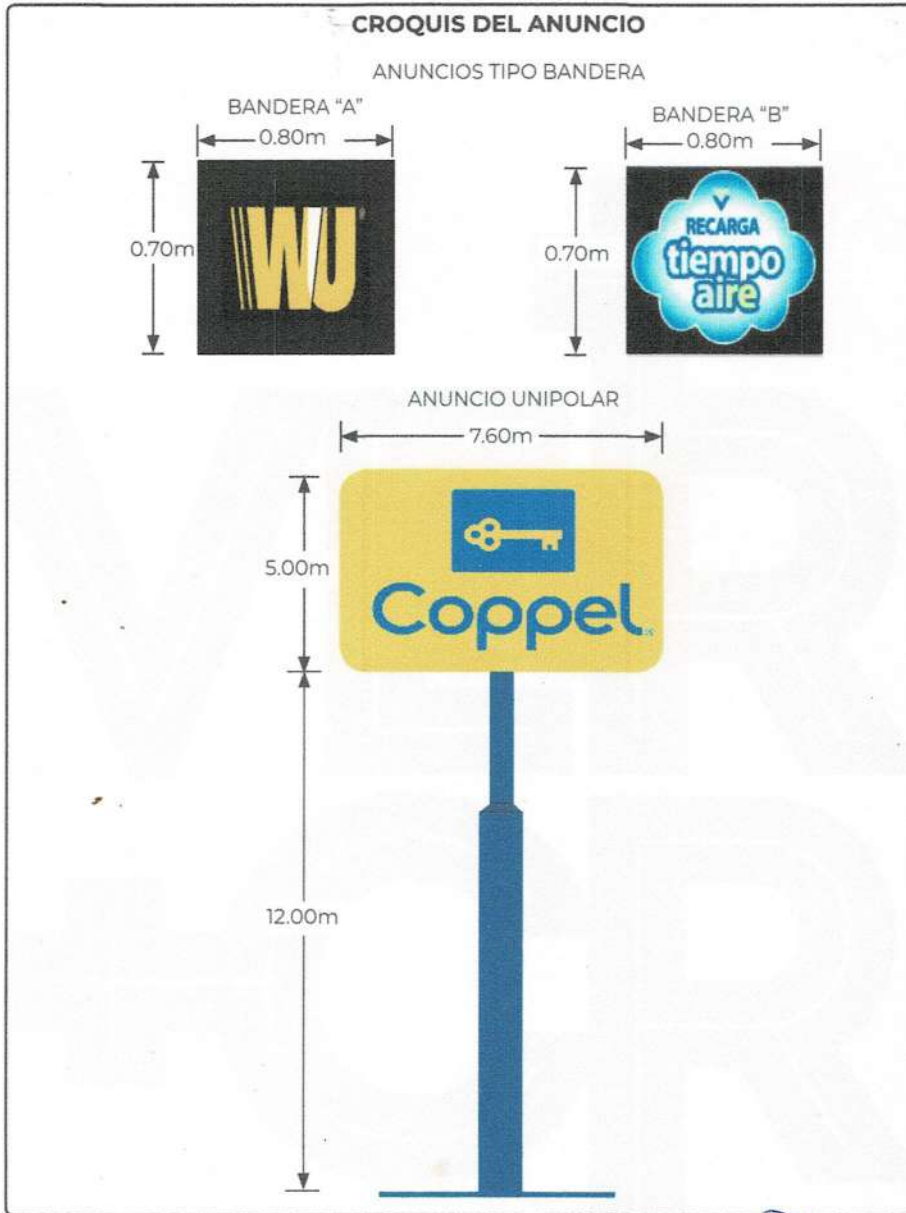 CROQUIS DEL ANUNCIO
ANUNCIOS TIPO BANDERA
BANDERA "A"
0.80m
0.70m
WU
BANDERA "B"
0.80m
0.70m
RECARGA
tiempo
aire
ANUNCIO UNIPOLAR
7.60m
5.00m
Coppel
12.00m